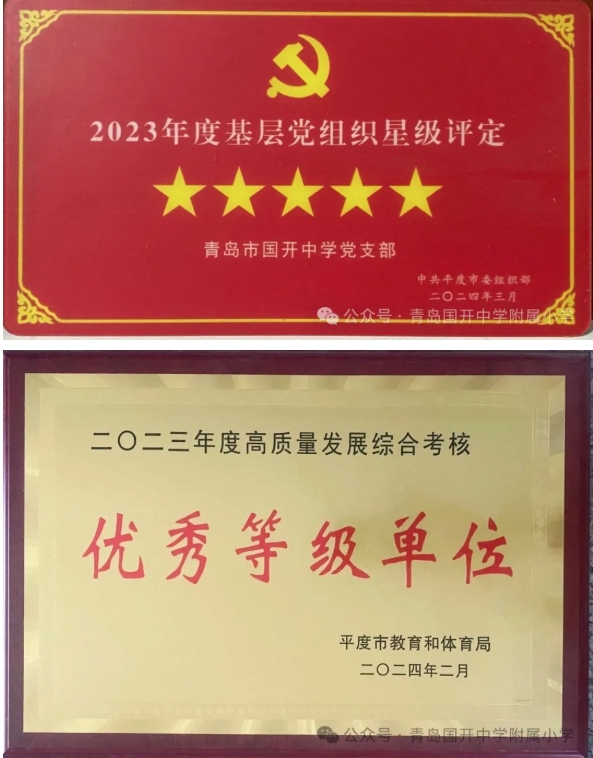 2023年度基层党组织星级评定
青岛市国开中学党支部
中共平度市委组织部
二〇二四年三月
公众号·青岛国开中学附属小学
二〇二三年度高质量发展综合考核
优秀等级单位
平度市教育和体育局
二〇二四年二月
公众号·青岛国开中学附属小学